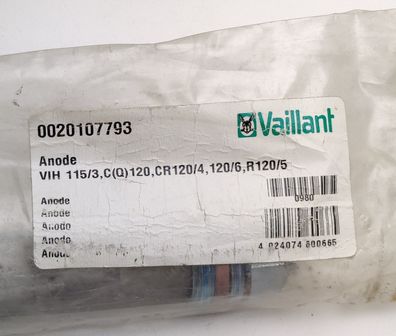 0020107793
Vaillant
Anode
VIH 115/3,C(Q)120,CR120/4,120/6,R120/5
Anode
Anode
Anode
Anode
Anode
0980
4 024074 600665